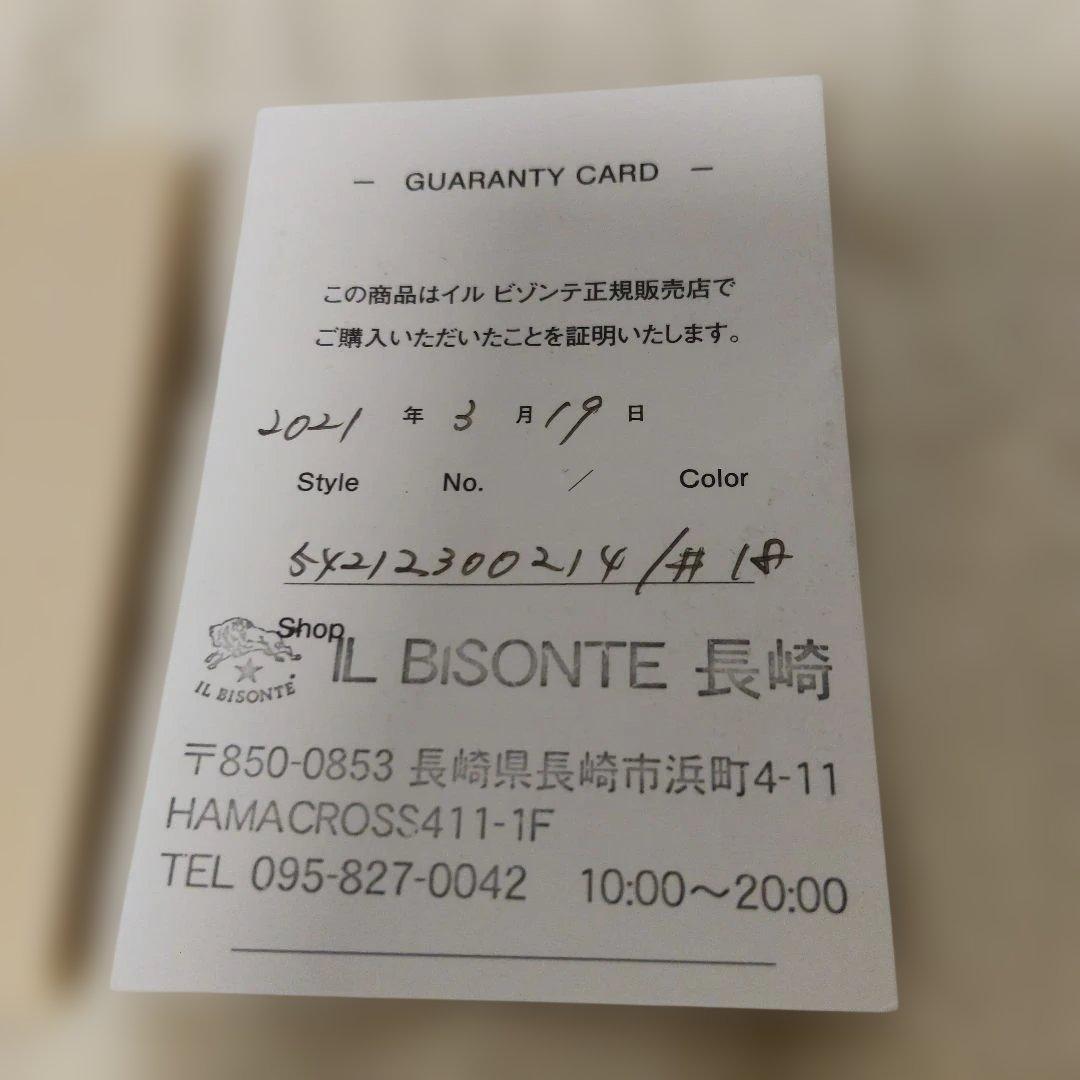 — GUARANTY CARD —
この商品はイル ビゾンテ正規販売店で
ご購入いただいたことを証明いたします。
2021 年 3 月 19 日
Style No. / Color
54212300214/#18
Shop
IL BISONTE
IL BISONTE 長崎
〒850-0853 長崎県長崎市浜町4-11
HAMACROSS411-1F
TEL 095-827-0042 10:00〜20:00